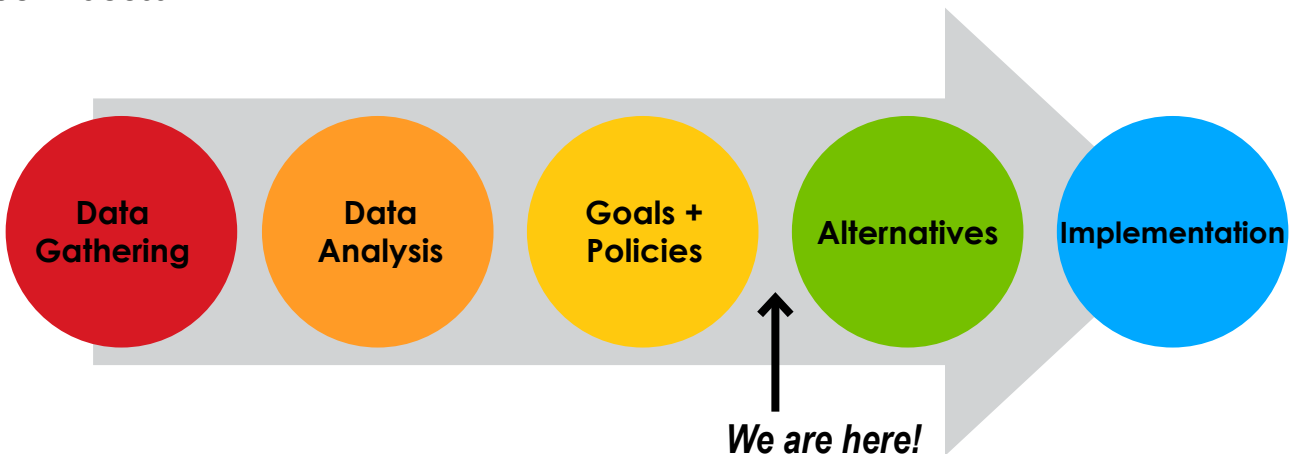 Data
Gathering
Data
Analysis
Goals +
Policies
Alternatives
Implementation
We are here!